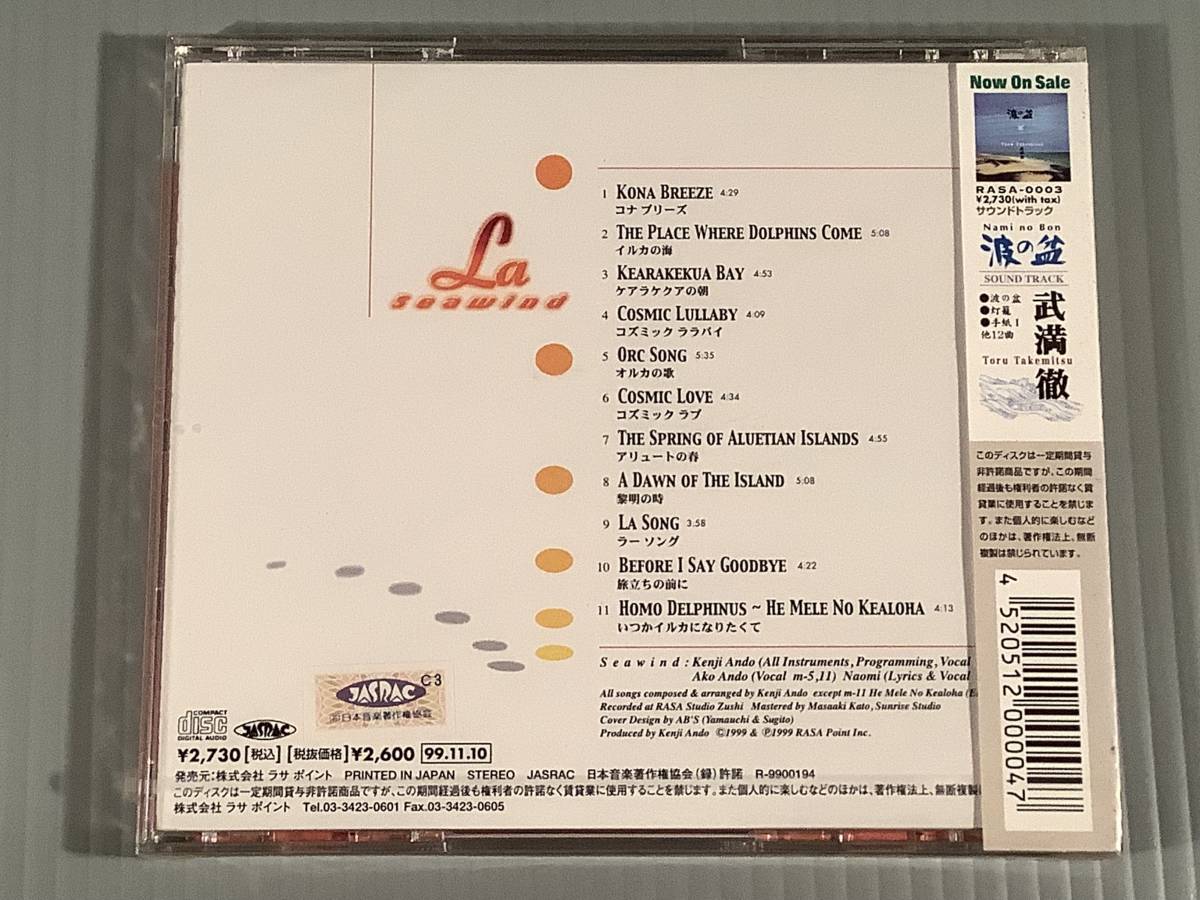 La
seawind
1 KONA BREEZE 4:29
コナ ブリーズ
2 THE PLACE WHERE DOLPHINS COME 5:08
イルカの海
3 KEARAKEKUA BAY 4:53
ケアラケクアの朝
4 COSMIC LULLABY 4:09
コズミック ララバイ
5 ORC SONG 5:35
オルカの歌
6 COSMIC LOVE 4:34
コズミック ラブ
7 THE SPRING OF ALUETIAN ISLANDS 4:55
アリュートの春
8 A DAWN OF THE ISLAND 5:08
黎明の時
9 LA SONG 3:58
ラー ソング
10 BEFORE I SAY GOODBYE 4:22
旅立ちの前に
11 HOMO DELPHINUS ~ HE MELE NO KEALOHA 4:13
いつかイルカになりたくて
Seawind : Kenji Ando (All Instruments, Programming, Vocal
Ako Ando (Vocal m-5,11) Naomi (Lyrics & Vocal
All songs composed & arranged by Kenji Ando except m-11 He Mele No Kealoha
Recorded at RASA Studio Zushi Mastered by Masaaki Kato, Sunrise Studio
Cover Design by AB'S (Yamauchi & Sugito)
Produced by Kenji Ando ©1999 & ℗1999 RASA Point Inc.
C3
JASRAC
日本音楽著作権協会
COMPACT
disc
DIGITAL AUDIO
JASRAC
¥2,730 [税込] [税抜価格] ¥2,600 99.11.10
発売元:株式会社 ラサ ポイント PRINTED IN JAPAN STEREO JASRAC 日本音楽著作権協会(録)許諾 R-9900194
このディスクは一定期間貸与非許諾商品ですが、この期間経過後も権利者の許諾なく賃貸業に使用することを禁じます。また個人的に楽しむなどのほかは、著作権法上、無断複製は
株式会社 ラサ ポイント Tel.03-3423-0601 Fax.03-3423-0605
Now On Sale
波の盆
Toru Takemitsu
RASA-0003
¥2,730(with tax)
サウンドトラック
Nami no Bon
波の盆
SOUND TRACK
●波の盆
●灯籠
●手紙 I
他12曲
武満徹
Toru Takemitsu
このディスクは一定期間貸与
非許諾商品ですが、この期間
経過後も権利者の許諾なく賃
貸業に使用することを禁じま
す。また個人的に楽しむなど
のほかは、著作権法上、無断
複製は禁じられています。
4 520512 000047